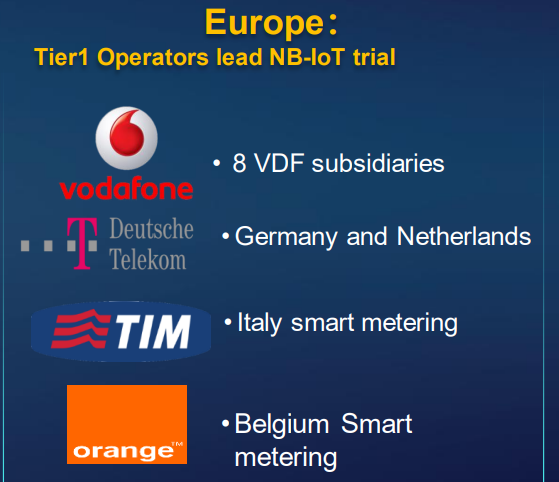 Europe：
Tier1 Operators lead NB-IoT trial
vodafone
• 8 VDF subsidiaries
T Deutsche
Telekom
• Germany and Netherlands
TIM
• Italy smart metering
orange™
• Belgium Smart
metering